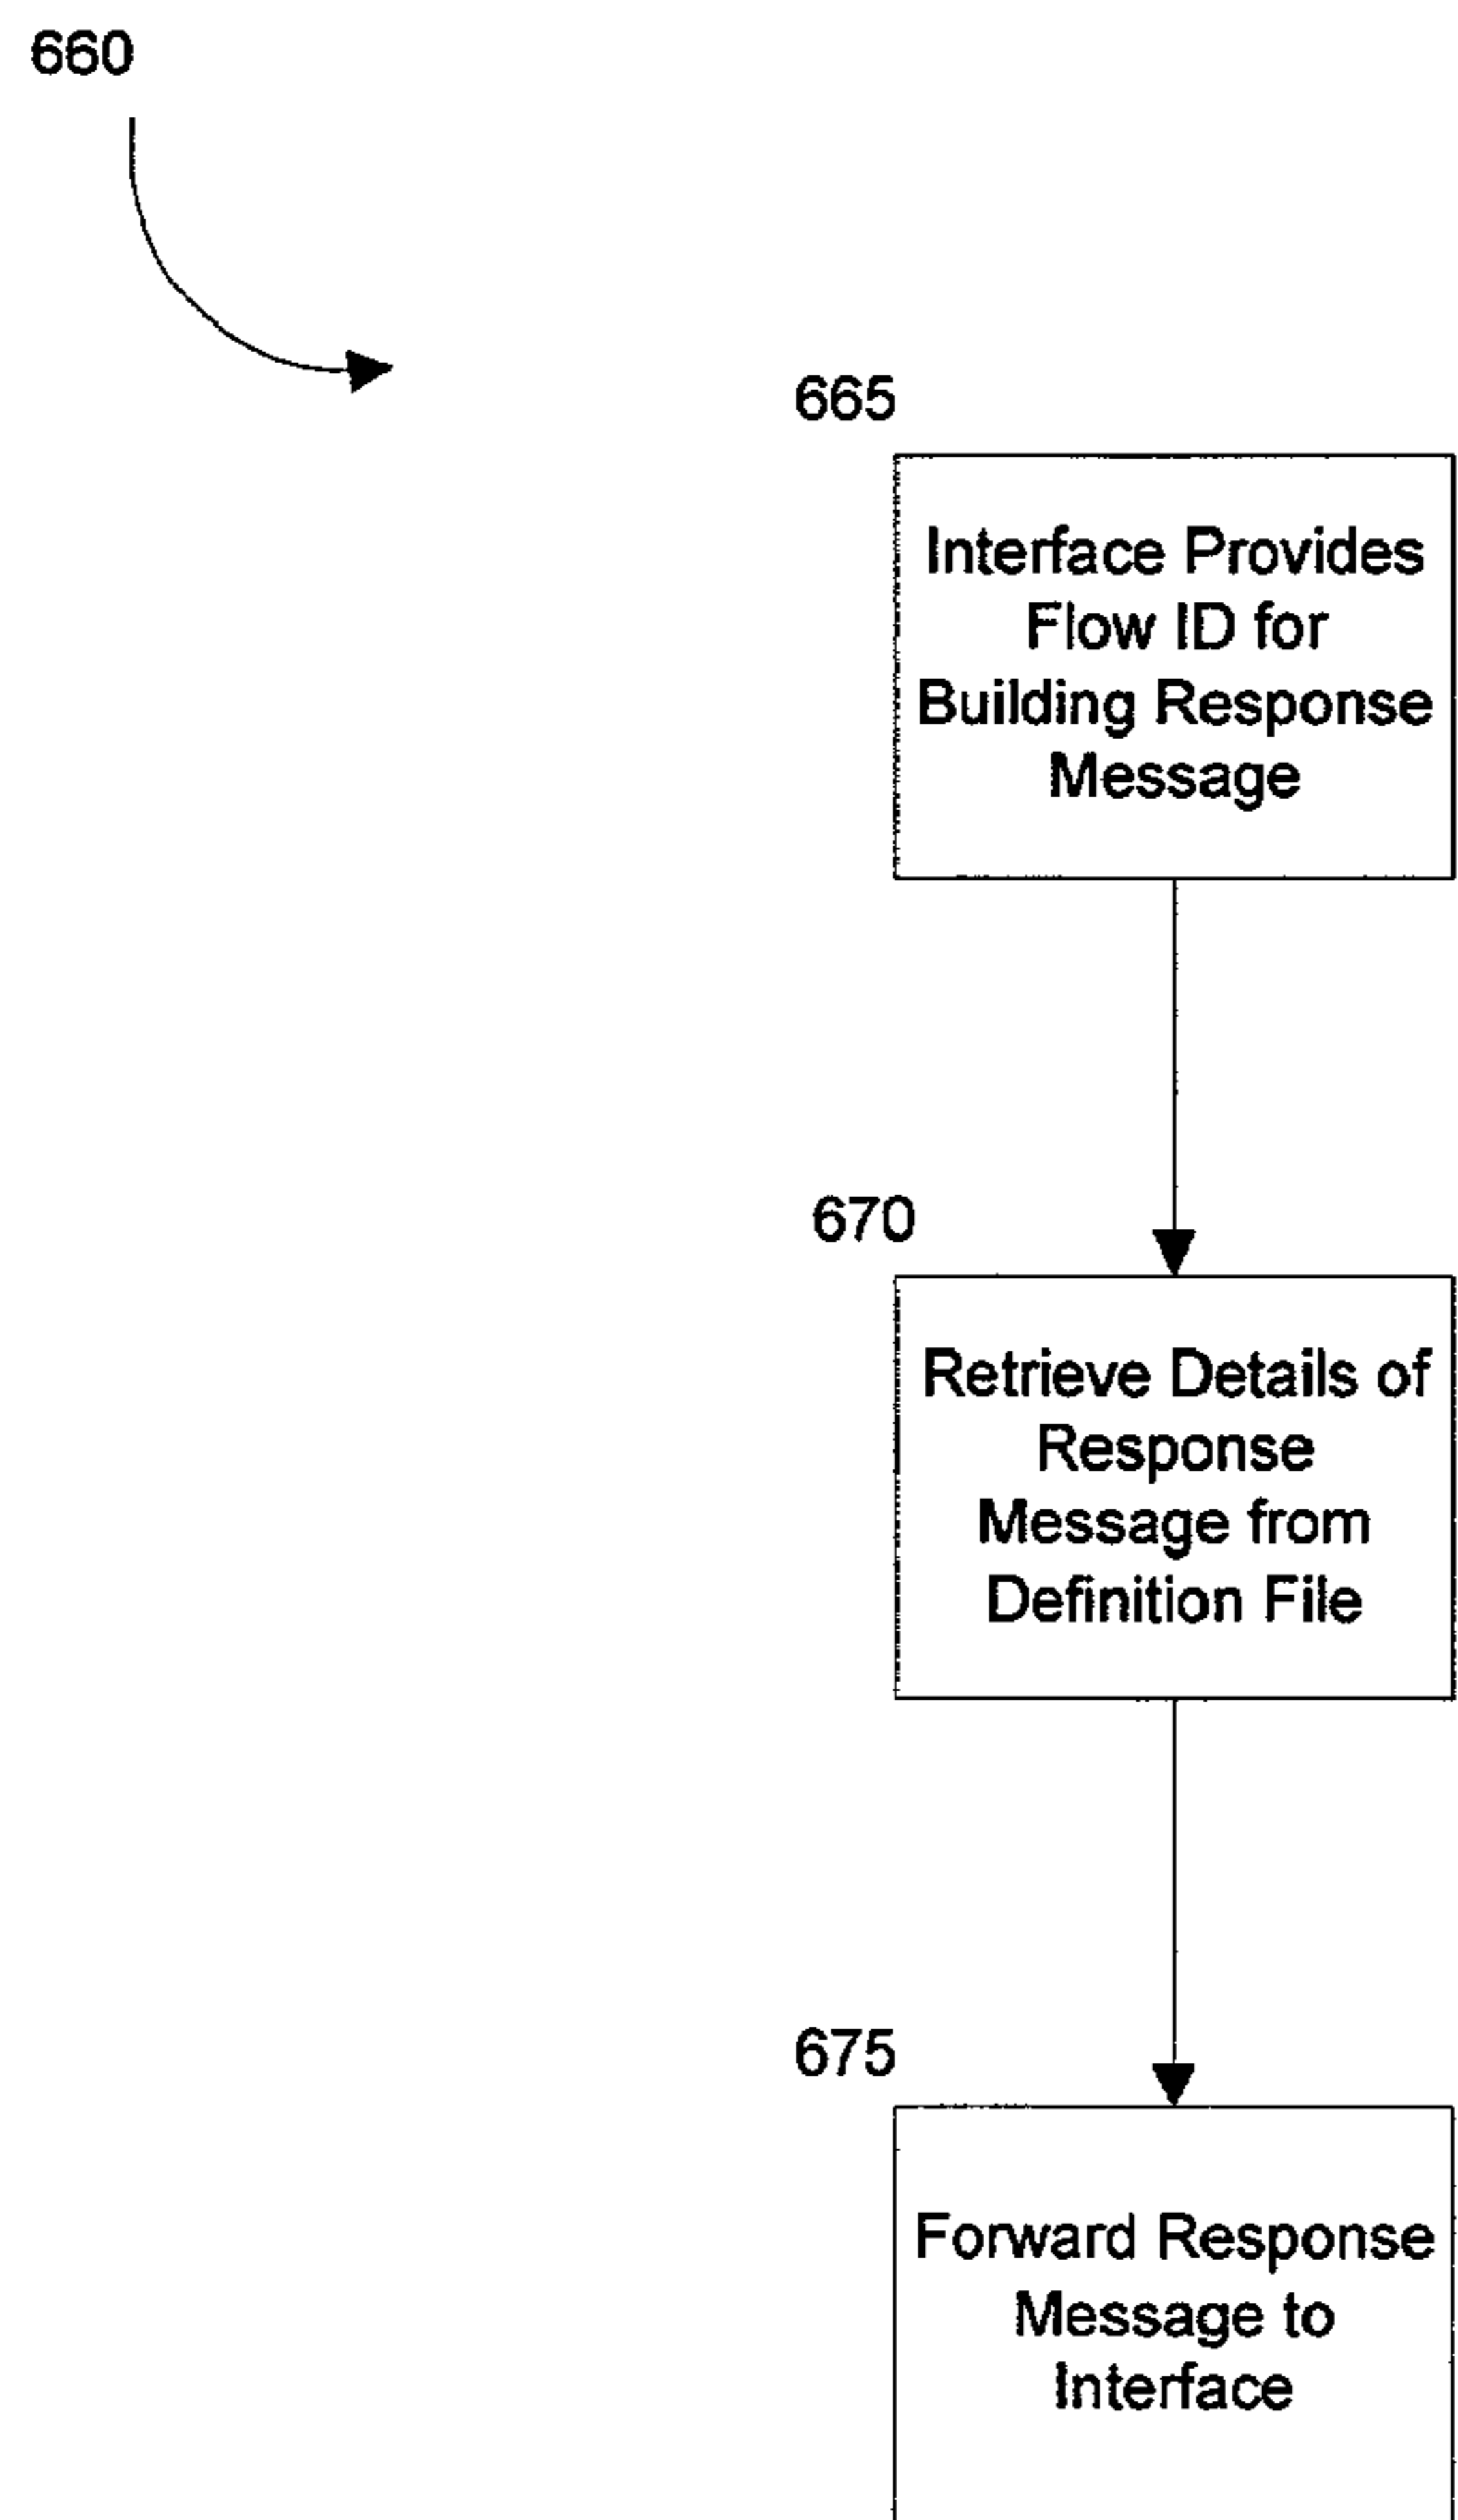 660
665
Interface Provides
Flow ID for
Building Response
Message
670
Retrieve Details of
Response
Message from
Definition File
675
Forward Response
Message to
Interface